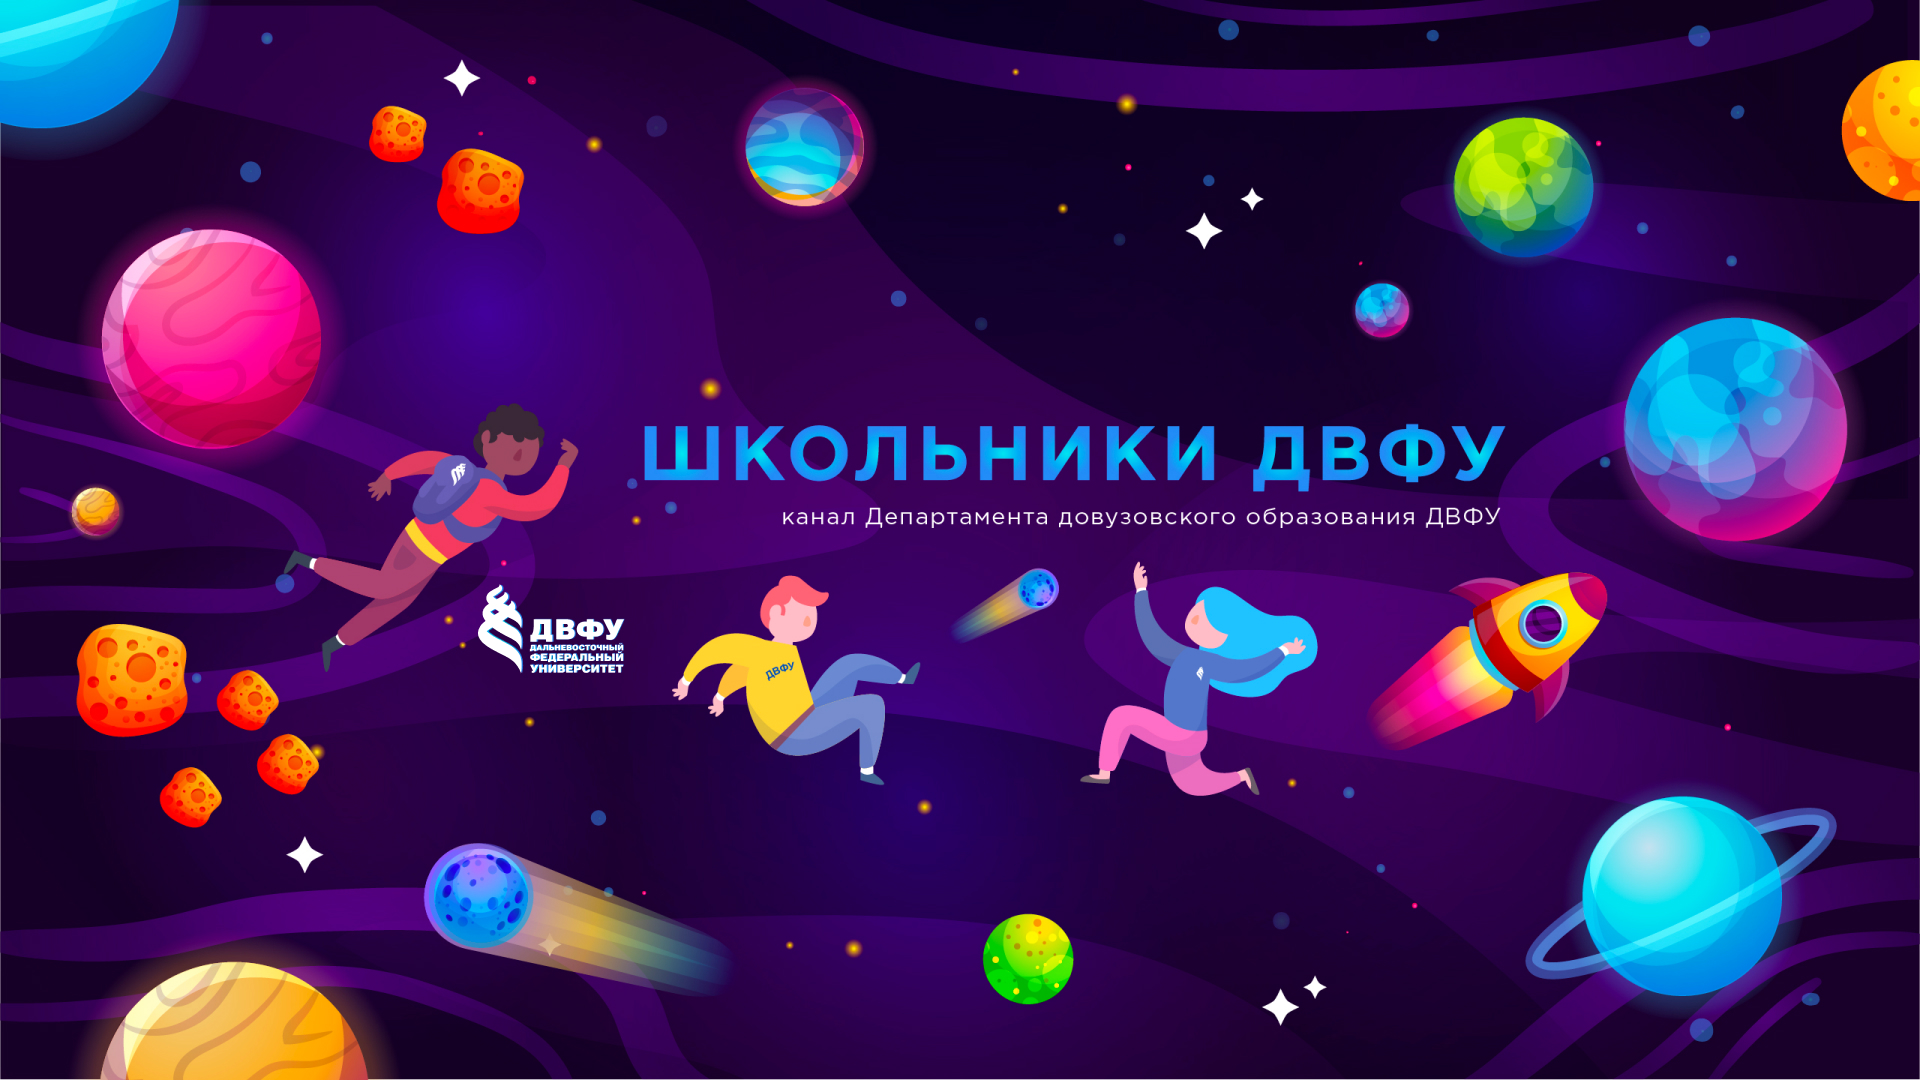 ШКОЛЬНИКИ ДВФУ
канал Департамента довузовского образования ДВФУ
ДВФУ
ДАЛЬНЕВОСТОЧНЫЙ
ФЕДЕРАЛЬНЫЙ
УНИВЕРСИТЕТ
ДВФУ